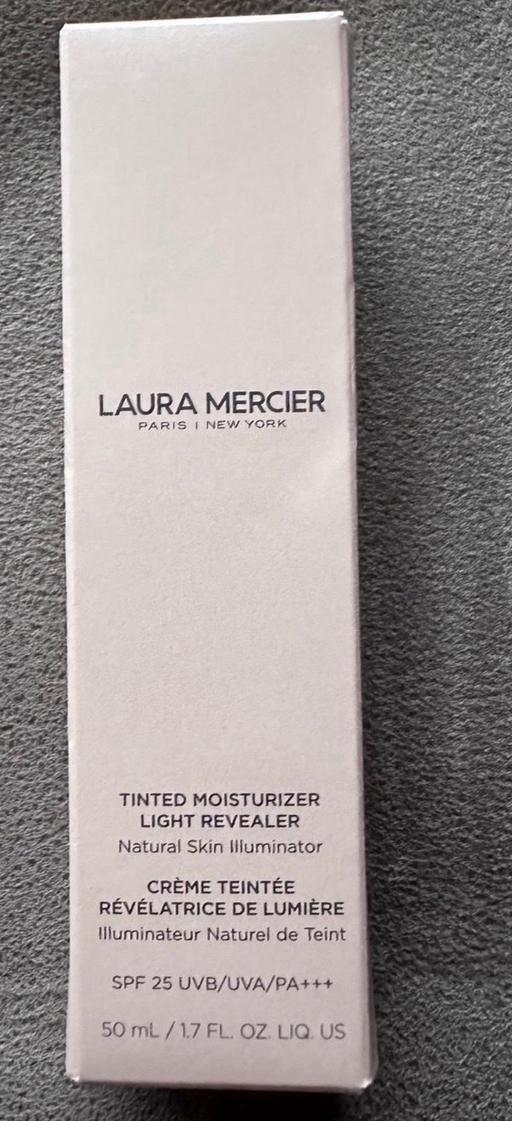 LAURA MERCIER
PARIS | NEW YORK
TINTED MOISTURIZER
LIGHT REVEALER
Natural Skin Illuminator
CRÈME TEINTÉE
RÉVÉLATRICE DE LUMIÈRE
Illuminateur Naturel de Teint
SPF 25 UVB/UVA/PA+++
50 mL / 1.7 FL. OZ. LIQ. US